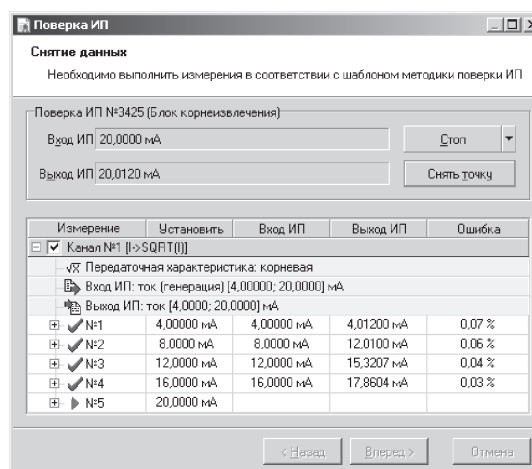 Поверка ИП
Снятие данных
Необходимо выполнить измерения в соответствии с шаблоном методики поверки ИП
Поверка ИП №3425 (Блок корнеизвлечения)
Вход ИП 20,0000 мА
Стоп
Выход ИП 20,0120 мА
Снять точку
Измерение Установить Вход ИП Выход ИП Ошибка
Канал №1 [I->SQRT(I)]
√X Передаточная характеристика: корневая
Вход ИП: ток (генерация) [4,00000; 20,0000] мА
Выход ИП: ток [4,0000; 20,0000] мА
№1 4,00000 мА 4,00000 мА 4,01200 мА 0,07 %
№2 8,0000 мА 8,0000 мА 12,0100 мА 0,06 %
№3 12,0000 мА 12,0000 мА 15,3207 мА 0,04 %
№4 16,0000 мА 16,0000 мА 17,8604 мА 0,03 %
№5 20,0000 мА
< Назад Вперед > Отмена